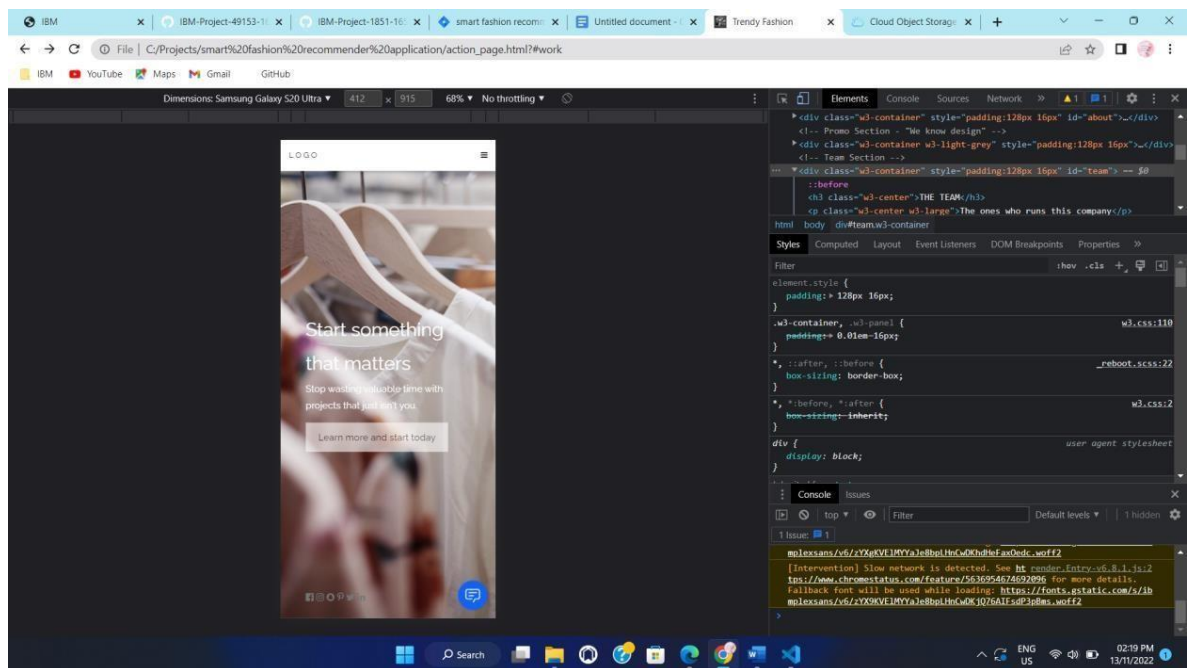 IBM
IBM-Project-49153-1
IBM-Project-1851-16
smart fashion recomm
Untitled document -
Trendy Fashion
Cloud Object Storage
File C:/Projects/smart%20fashion%20recommender%20application/action_page.html?#work
IBM YouTube Maps Gmail GitHub
Dimensions: Samsung Galaxy S20 Ultra 412 x 915 68% No throttling
Elements Console Sources Network » 1 1
<div class="w3-container" style="padding:128px 16px" id="about">…</div>
<!-- Promo Section - "We know design" -->
<div class="w3-container w3-light-grey" style="padding:128px 16px">…</div>
<!-- Team Section -->
<div class="w3-container" style="padding:128px 16px" id="team"> == $0
::before
<h3 class="w3-center">THE TEAM</h3>
<p class="w3-center w3-large">The ones who runs this company</p>
html body div#team.w3-container
Styles Computed Layout Event Listeners DOM Breakpoints Properties »
Filter :hov .cls +
element.style {
padding: 128px 16px;
}
.w3-container, .w3-panel { w3.css:110
padding: 0.01em 16px;
}
*, ::after, ::before { _reboot.scss:22
box-sizing: border-box;
}
*, *:before, *:after { w3.css:2
box-sizing: inherit;
}
div { user agent stylesheet
display: block;
}
Console Issues
top Filter Default levels 1 hidden
1 Issue: 1
[Intervention] Slow network is detected. See ht render.Entry-v6.8.1.js:2
tps://www.chromestatus.com/feature/5636954674692096 for more details.
Fallback font will be used while loading: https://fonts.gstatic.com/s/ib
LOGO
Start something
that matters
Stop wasting valuable time with
projects that just isn't you.
Learn more and start today
Search
ENG
US
02:19 PM
13/11/2022
1